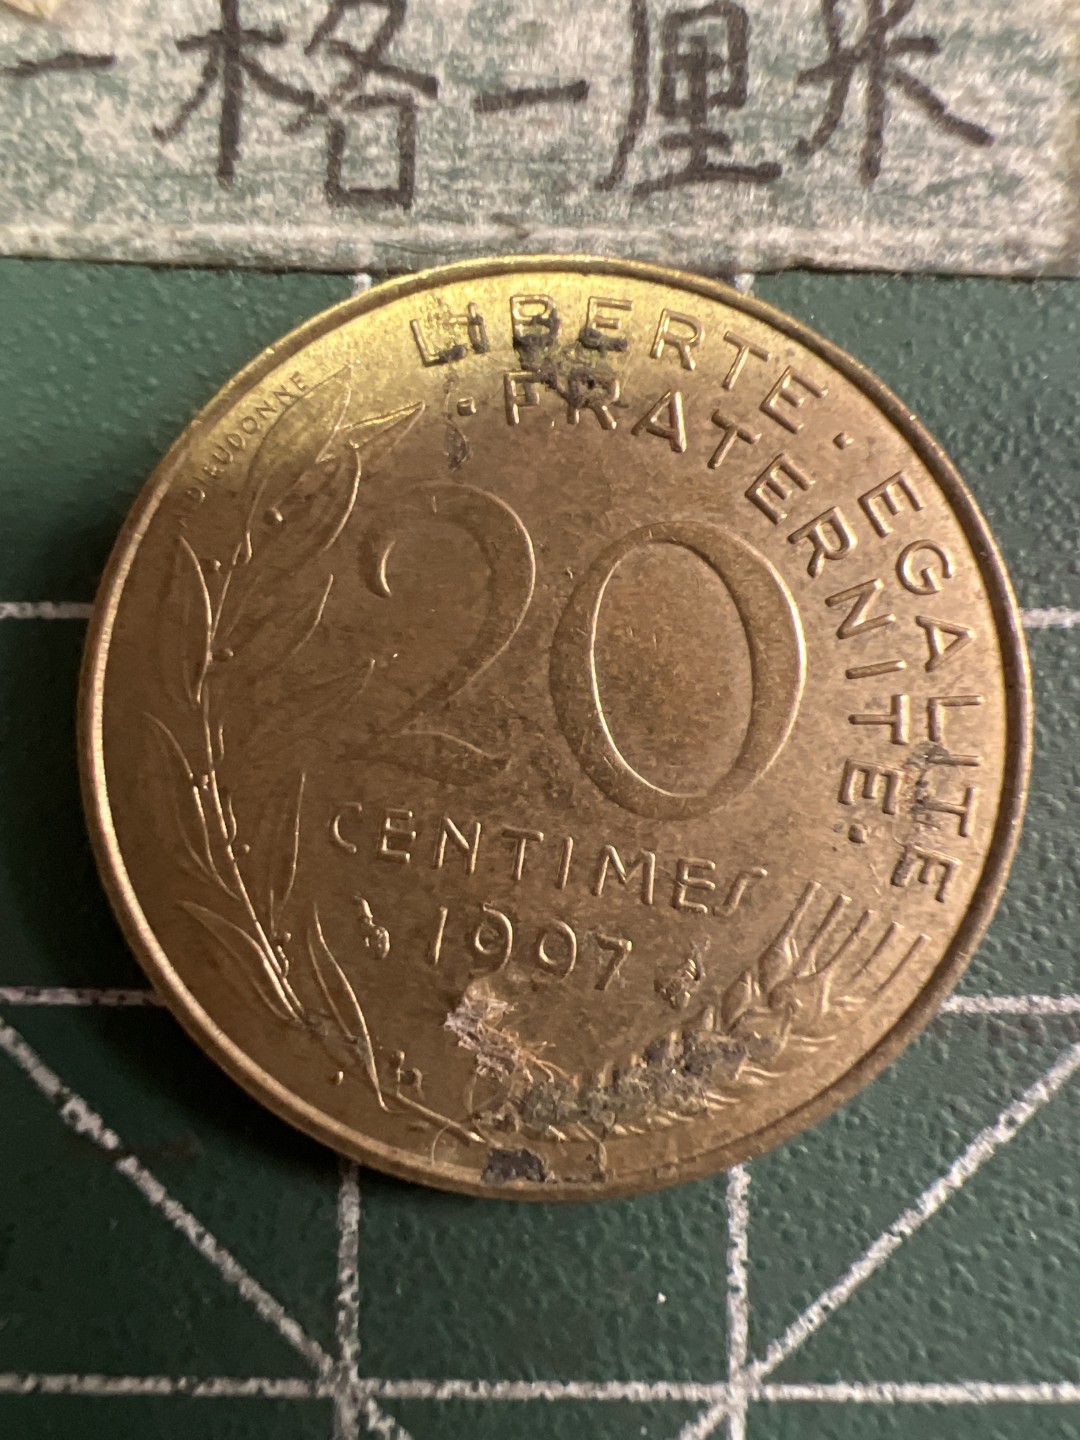 一格一厘米
LIBERTE · EGALITE
· FRATERNITE ·
A.DIEUDONNE
20
CENTIMES
1997